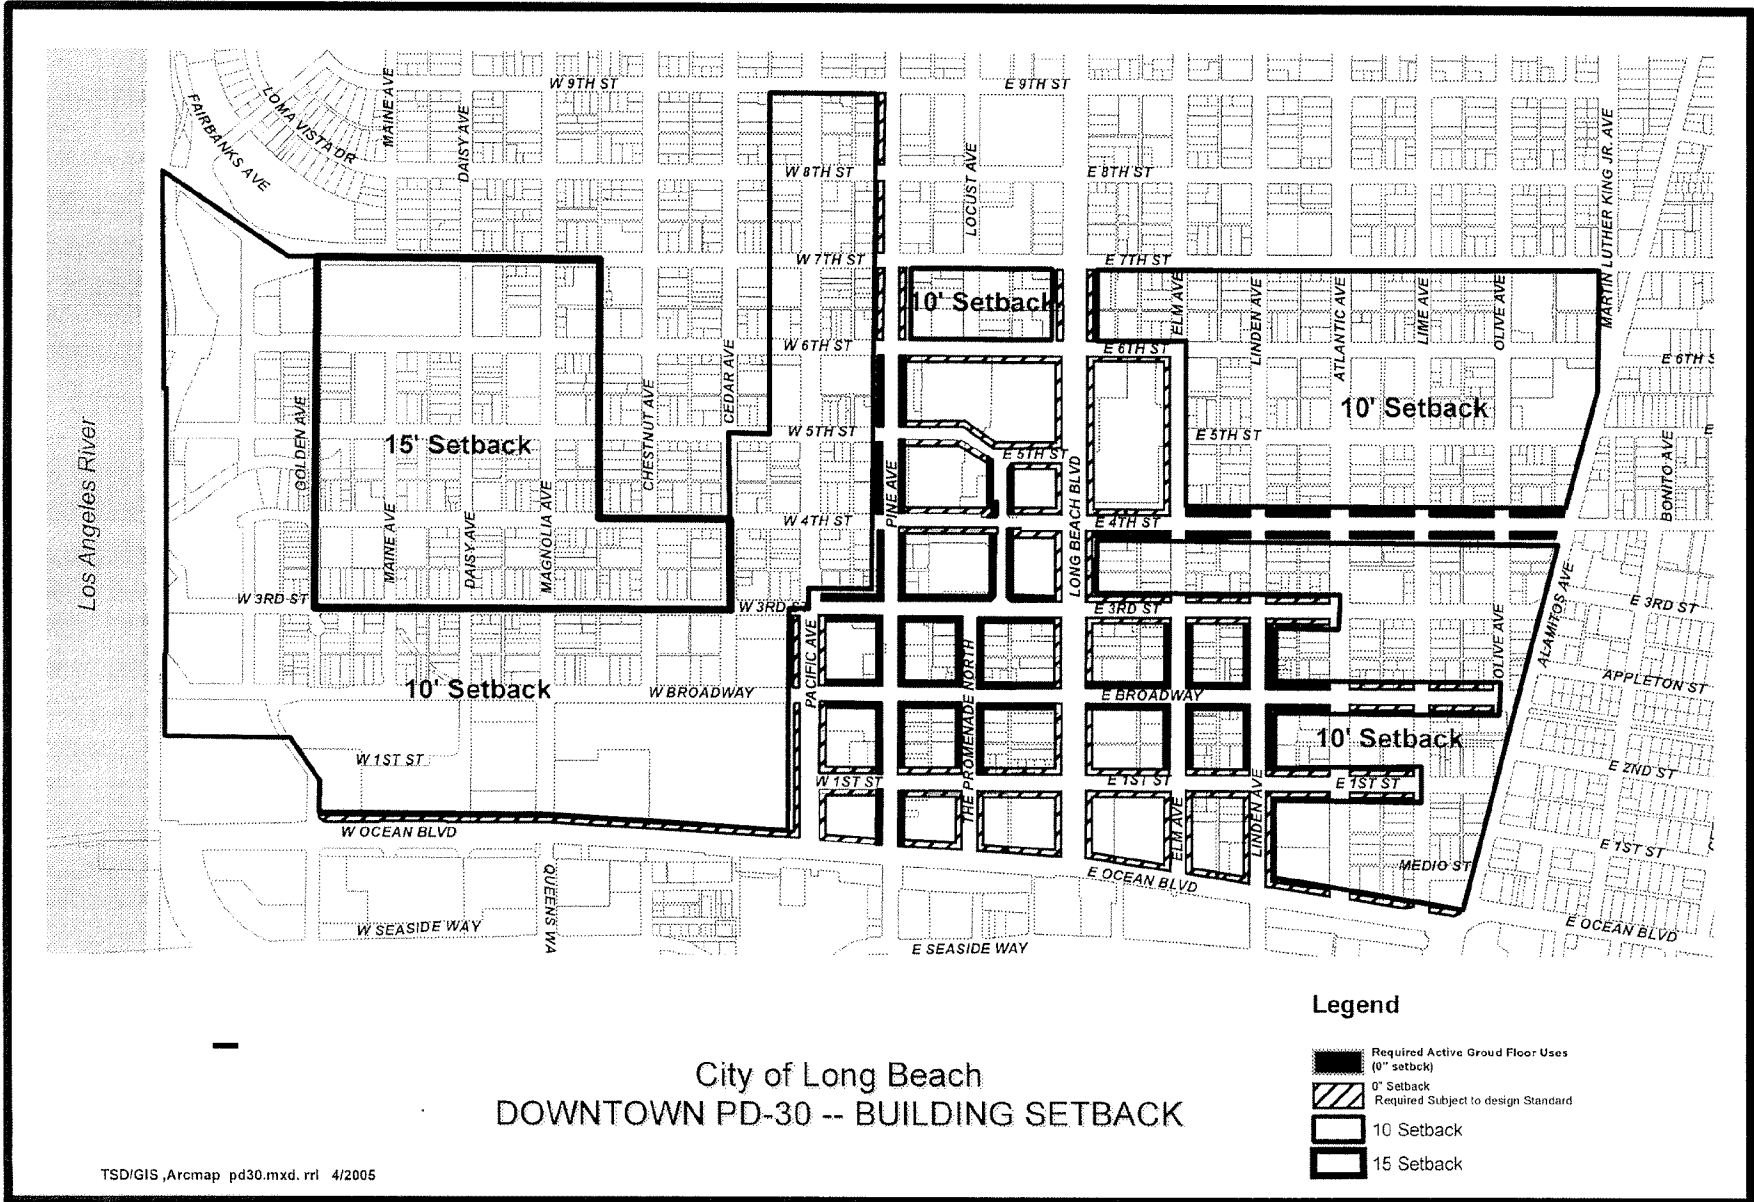 W 9TH ST
E 9TH ST
MAINE AVE
LOMA VISTA DR
FAIRBANKS AVE
DAISY AVE
MARTIN LUTHER KING JR. AVE
W 8TH ST
LOCUST AVE
E 8TH ST
W 7TH ST
E 7TH ST
10' Setback
ELM AVE
LINDEN AVE
ATLANTIC AVE
LIME AVE
OLIVE AVE
W 6TH ST
E 6TH ST
E 6TH S
CEDAR AVE
CHESTNUT AVE
GOLDEN AVE
15' Setback
10' Setback
W 5TH ST
E 5TH ST
E 5TH ST
E
PINE AVE
LONG BEACH BLVD
BONITO AVE
MAINE AVE
DAISY AVE
MAGNOLIA AVE
W 4TH ST
E 4TH ST
Los Angeles River
W 3RD ST
W 3RD ST
E 3RD ST
E 3RD ST
ALAMITOS AVE
OLIVE AVE
PACIFIC AVE
THE PROMENADE NORTH
10' Setback
W BROADWAY
E BROADWAY
APPLETON ST
10' Setback
W 1ST ST
W 1ST ST
E 1ST ST
E 1ST ST
E 2ND ST
W OCEAN BLVD
ELM AVE
LINDEN AVE
E 1ST ST
MEDIO ST
E OCEAN BLVD
QUEENS WA
W SEASIDE WAY
E SEASIDE WAY
E OCEAN BLVD
Legend
Required Active Groud Floor Uses
(0" setbck)
0" Setback
Required Subject to design Standard
10 Setback
15 Setback
City of Long Beach
DOWNTOWN PD-30 -- BUILDING SETBACK
TSD/GIS ,Arcmap pd30.mxd. rrl 4/2005